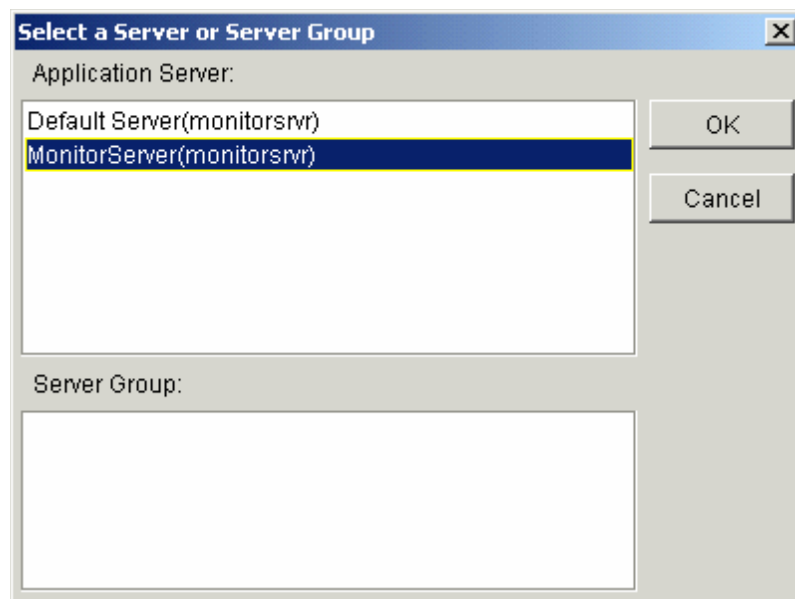 Select a Server or Server Group
Application Server:
Default Server(monitorsrvr)
MonitorServer(monitorsrvr)
OK
Cancel
Server Group: